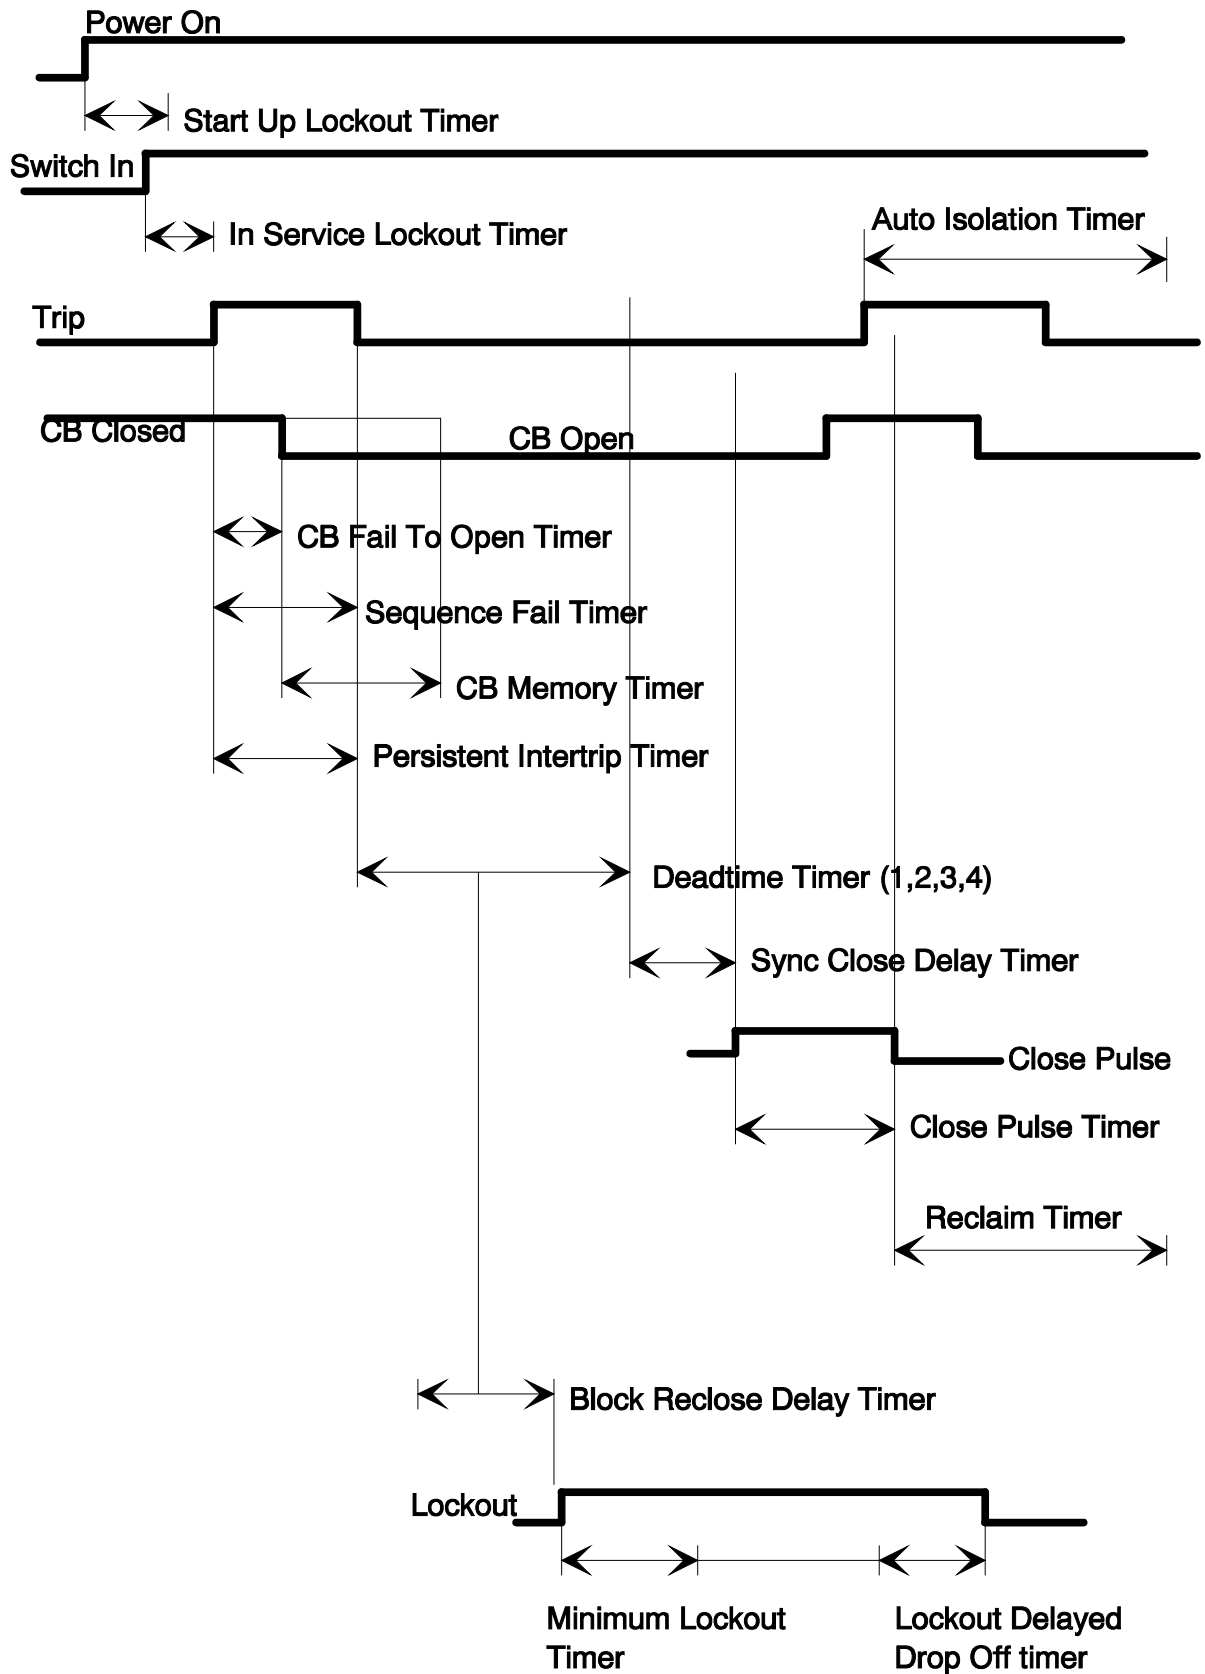 Power On
Start Up Lockout Timer
Switch In
In Service Lockout Timer
Auto Isolation Timer
Trip
CB Closed
CB Open
CB Fail To Open Timer
Sequence Fail Timer
CB Memory Timer
Persistent Intertrip Timer
Deadtime Timer (1,2,3,4)
Sync Close Delay Timer
Close Pulse
Close Pulse Timer
Reclaim Timer
Block Reclose Delay Timer
Lockout
Minimum Lockout
Timer
Lockout Delayed
Drop Off timer